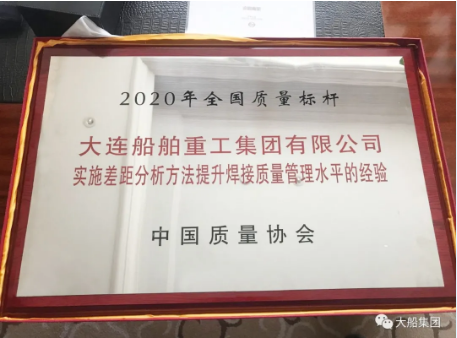 2020年全国质量标杆
大连船舶重工集团有限公司
实施差距分析方法提升焊接质量管理水平的经验
中国质量协会
大船集团